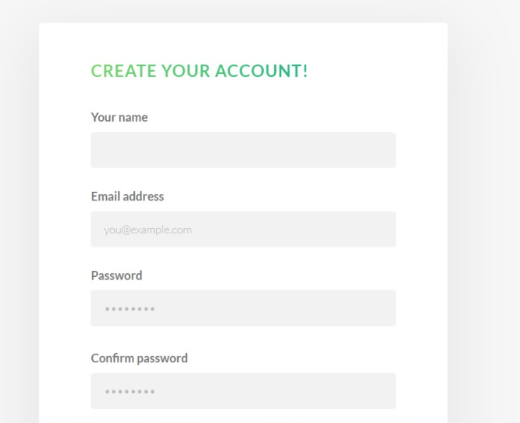 CREATE YOUR ACCOUNT!
Your name
Email address
you@example.com
Password
••••••••
Confirm password
••••••••